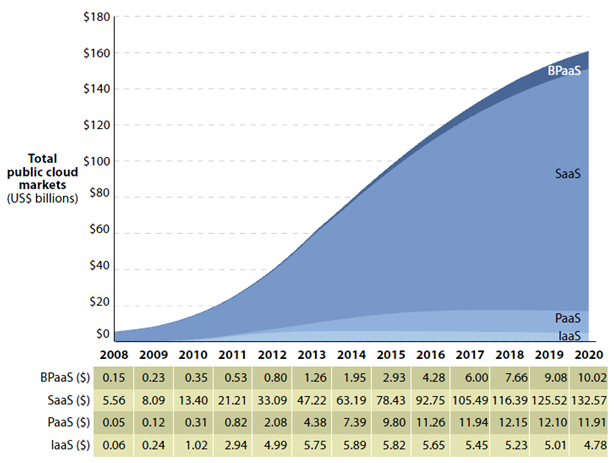 $180
$160
$140
$120
$100
$80
$60
$40
$20
$0
Total
public cloud
markets
(US$ billions)
BPaaS
SaaS
PaaS
IaaS
2008 2009 2010 2011 2012 2013 2014 2015 2016 2017 2018 2019 2020
BPaaS ($) 0.15 0.23 0.35 0.53 0.80 1.26 1.95 2.93 4.28 6.00 7.66 9.08 10.02
SaaS ($) 5.56 8.09 13.40 21.21 33.09 47.22 63.19 78.43 92.75 105.49 116.39 125.52 132.57
PaaS ($) 0.05 0.12 0.31 0.82 2.08 4.38 7.39 9.80 11.26 11.94 12.15 12.10 11.91
IaaS ($) 0.06 0.24 1.02 2.94 4.99 5.75 5.89 5.82 5.65 5.45 5.23 5.01 4.78